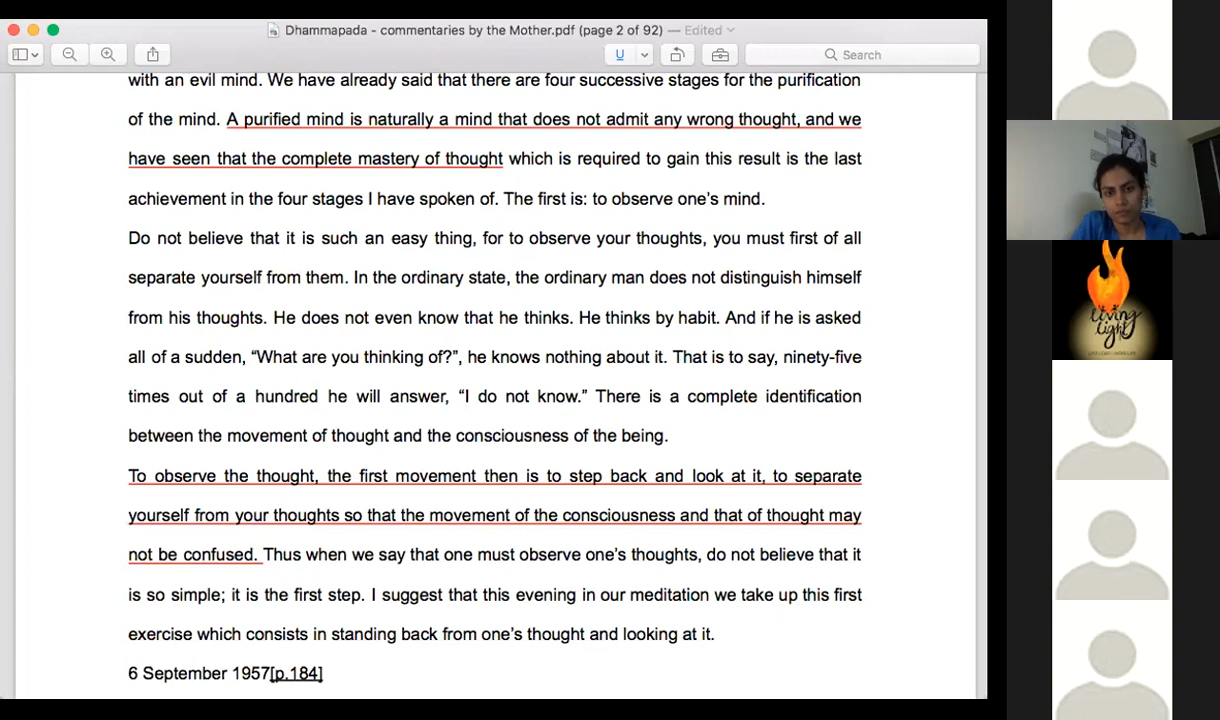 Dhammapada - commentaries by the Mother.pdf (page 2 of 92) — Edited
U
Search
with an evil mind. We have already said that there are four successive stages for the purification
of the mind. A purified mind is naturally a mind that does not admit any wrong thought, and we
have seen that the complete mastery of thought which is required to gain this result is the last
achievement in the four stages I have spoken of. The first is: to observe one’s mind.
Do not believe that it is such an easy thing, for to observe your thoughts, you must first of all
separate yourself from them. In the ordinary state, the ordinary man does not distinguish himself
from his thoughts. He does not even know that he thinks. He thinks by habit. And if he is asked
all of a sudden, “What are you thinking of?”, he knows nothing about it. That is to say, ninety-five
times out of a hundred he will answer, “I do not know.” There is a complete identification
between the movement of thought and the consciousness of the being.
To observe the thought, the first movement then is to step back and look at it, to separate
yourself from your thoughts so that the movement of the consciousness and that of thought may
not be confused. Thus when we say that one must observe one’s thoughts, do not believe that it
is so simple; it is the first step. I suggest that this evening in our meditation we take up this first
exercise which consists in standing back from one’s thought and looking at it.
6 September 1957[p.184]
living
light